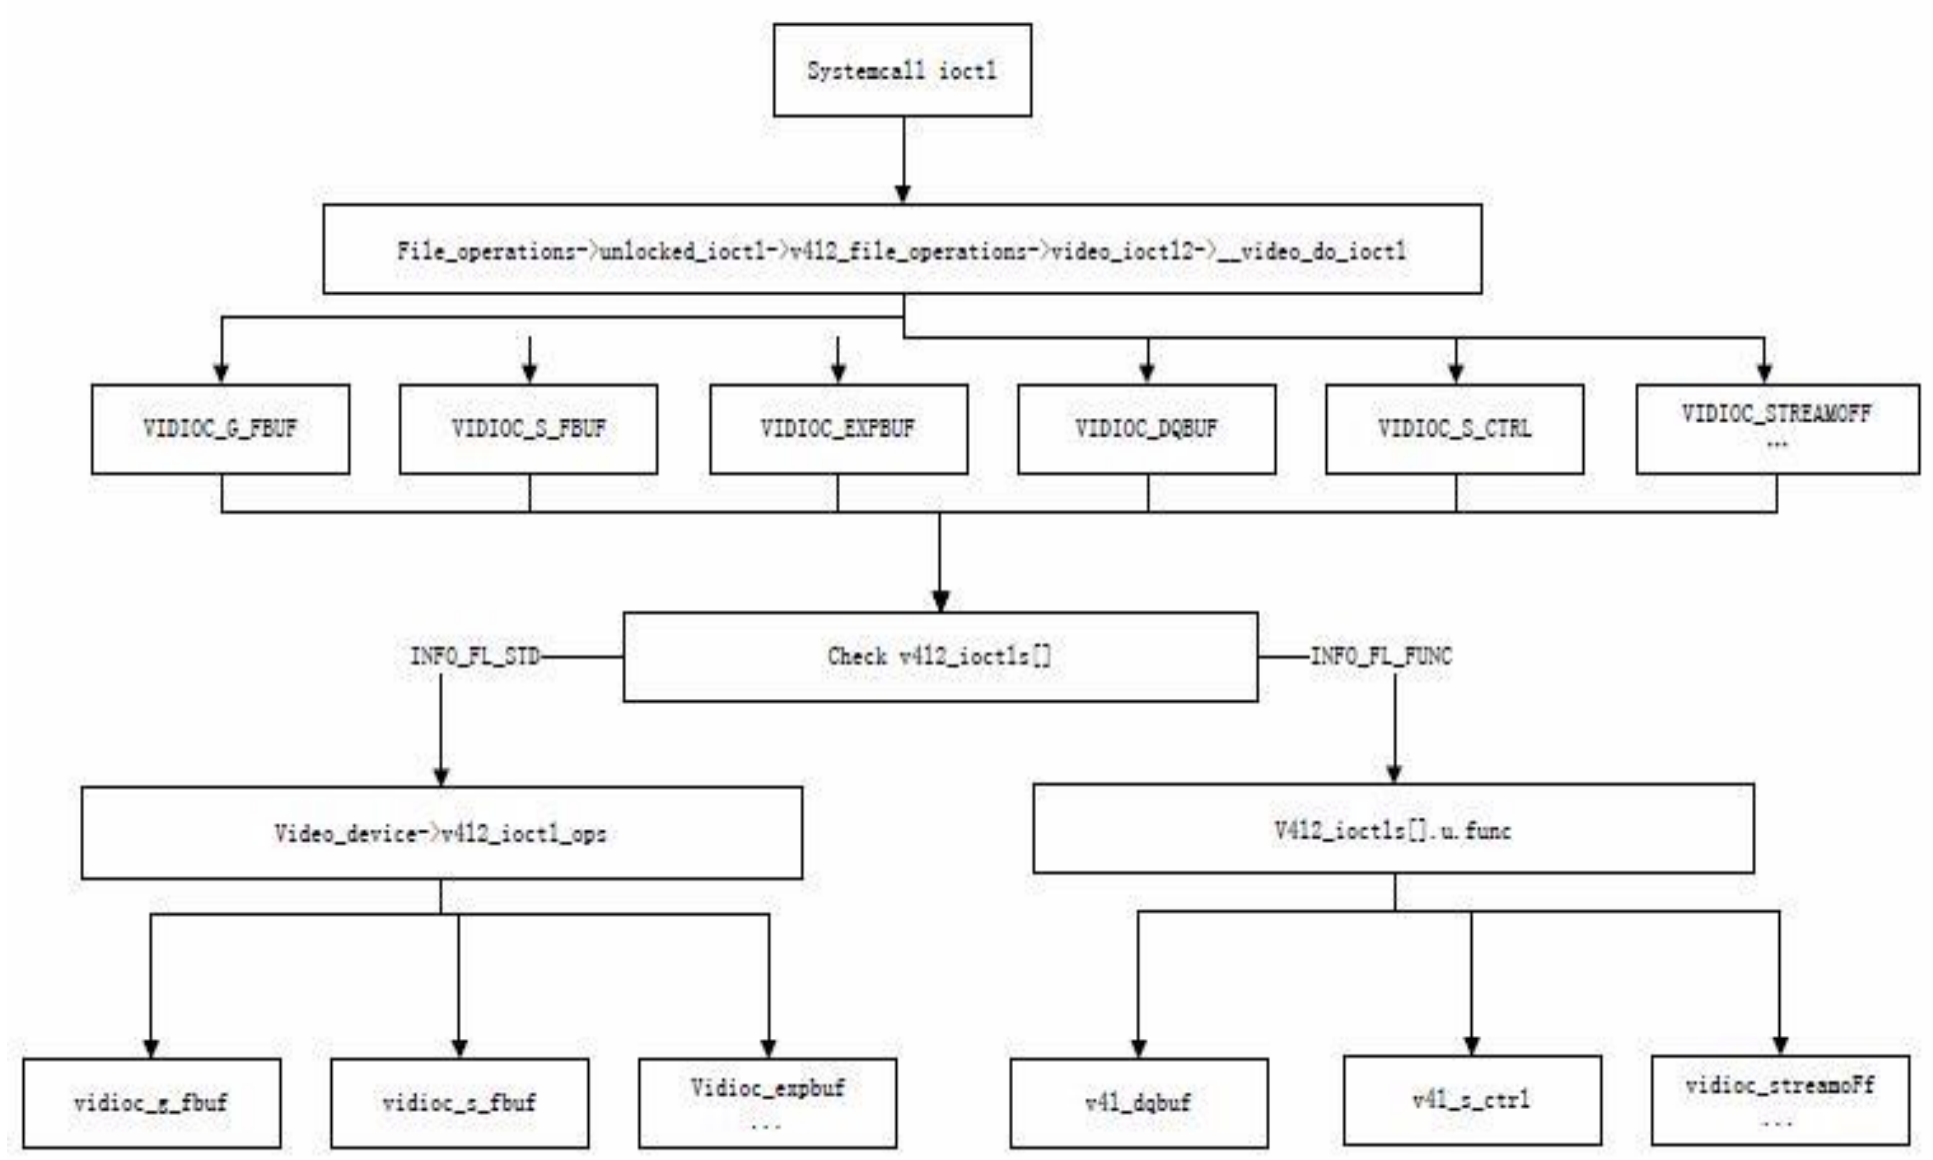 Systemcall ioctl
File_operations->unlocked_ioctl->v4l2_file_operations->video_ioctl2->__video_do_ioctl
VIDIOC_G_FBUF
VIDIOC_S_FBUF
VIDIOC_EXPBUF
VIDIOC_DQBUF
VIDIOC_S_CTRL
VIDIOC_STREAMOFF
...
INFO_FL_STD
Check v4l2_ioctls[]
INFO_FL_FUNC
Video_device->v4l2_ioctl_ops
V4l2_ioctls[].u.func
vidioc_g_fbuf
vidioc_s_fbuf
Vidioc_expbuf
...
v4l_dqbuf
v4l_s_ctrl
vidioc_streamoFf
...